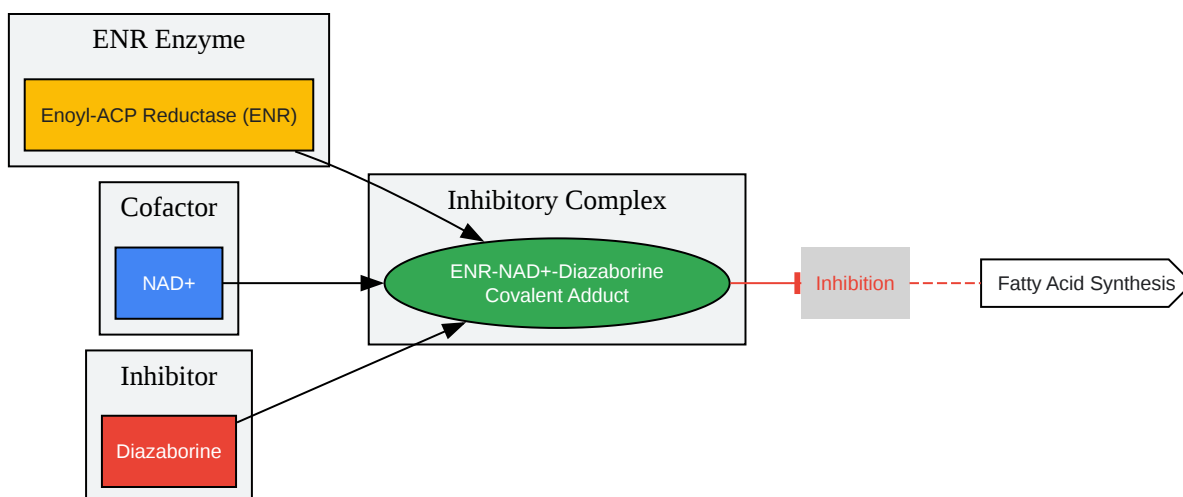 ENR Enzyme
Enoyl-ACP Reductase (ENR)
Cofactor
NAD+
Inhibitor
Diazaborine
Inhibitory Complex
ENR-NAD+-Diazaborine
Covalent Adduct
Inhibition
Fatty Acid Synthesis